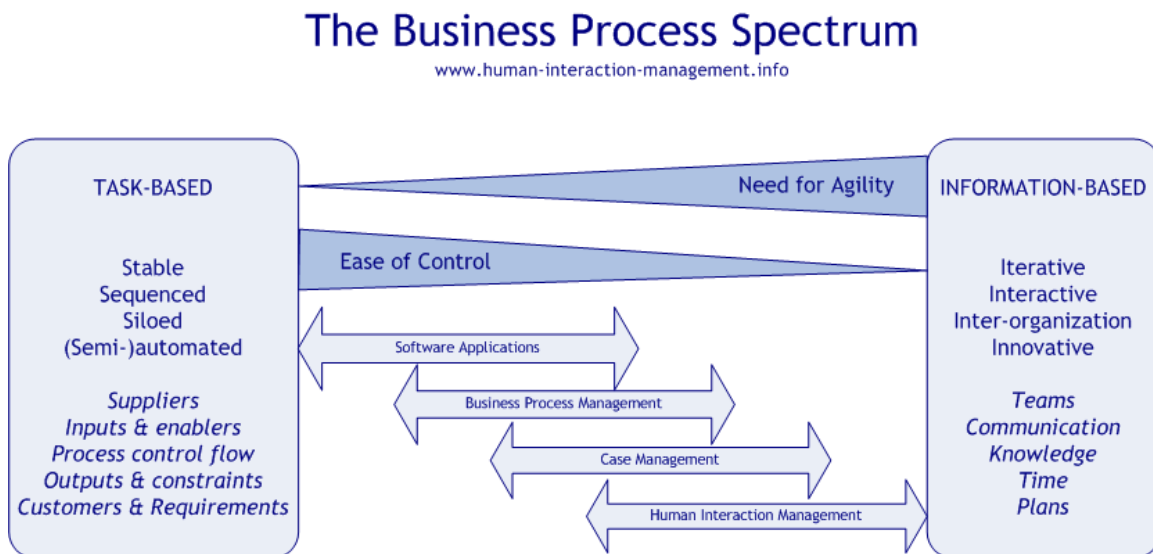 The Business Process Spectrum
www.human-interaction-management.info
TASK-BASED
Stable
Sequenced
Siloed
(Semi-)automated
Suppliers
Inputs & enablers
Process control flow
Outputs & constraints
Customers & Requirements
Need for Agility
Ease of Control
Software Applications
Business Process Management
Case Management
Human Interaction Management
INFORMATION-BASED
Iterative
Interactive
Inter-organization
Innovative
Teams
Communication
Knowledge
Time
Plans